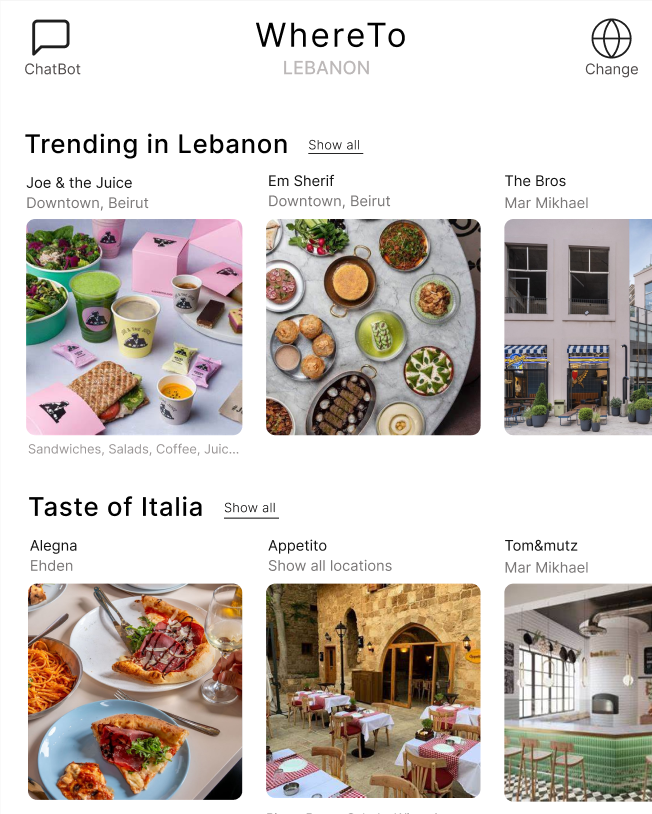 WhereTo
LEBANON
ChatBot
Change
Trending in Lebanon
Show all
Joe & the Juice
Downtown, Beirut
Em Sherif
Downtown, Beirut
The Bros
Mar Mikhael
Sandwiches, Salads, Coffee, Juic...
Taste of Italia
Show all
Alegna
Ehden
Appetito
Show all locations
Tom&mutz
Mar Mikhael